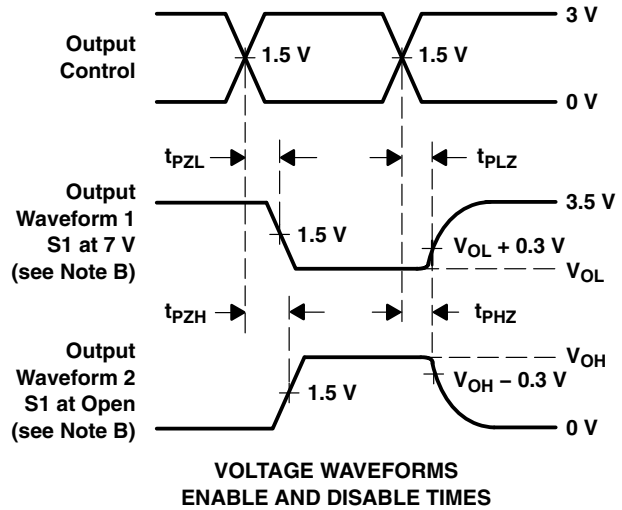 3 V
Output
Control
1.5 V
1.5 V
0 V
tPZL
tPLZ
Output
Waveform 1
S1 at 7 V
(see Note B)
3.5 V
1.5 V
VOL + 0.3 V
VOL
tPZH
tPHZ
Output
Waveform 2
S1 at Open
(see Note B)
VOH
1.5 V
VOH − 0.3 V
0 V
VOLTAGE WAVEFORMS
ENABLE AND DISABLE TIMES